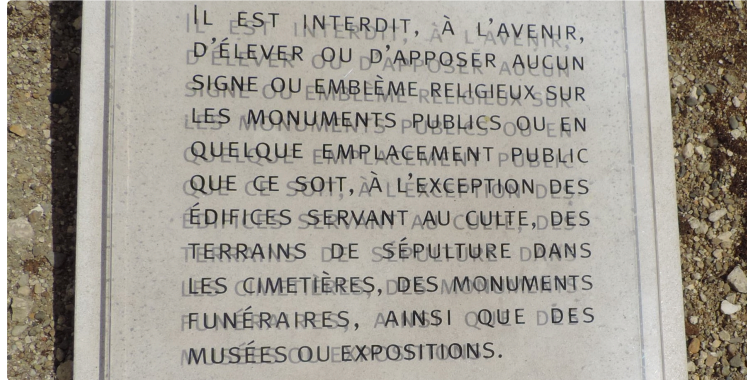 IL EST INTERDIT, À L'AVENIR,
D'ÉLEVER OU D'APPOSER AUCUN
SIGNE OU EMBLÈME RELIGIEUX SUR
LES MONUMENTS PUBLICS OU EN
QUELQUE EMPLACEMENT PUBLIC
QUE CE SOIT, À L'EXCEPTION DES
ÉDIFICES SERVANT AU CULTE, DES
TERRAINS DE SÉPULTURE DANS
LES CIMETIÈRES, DES MONUMENTS
FUNÉRAIRES, AINSI QUE DES
MUSÉES OU EXPOSITIONS.